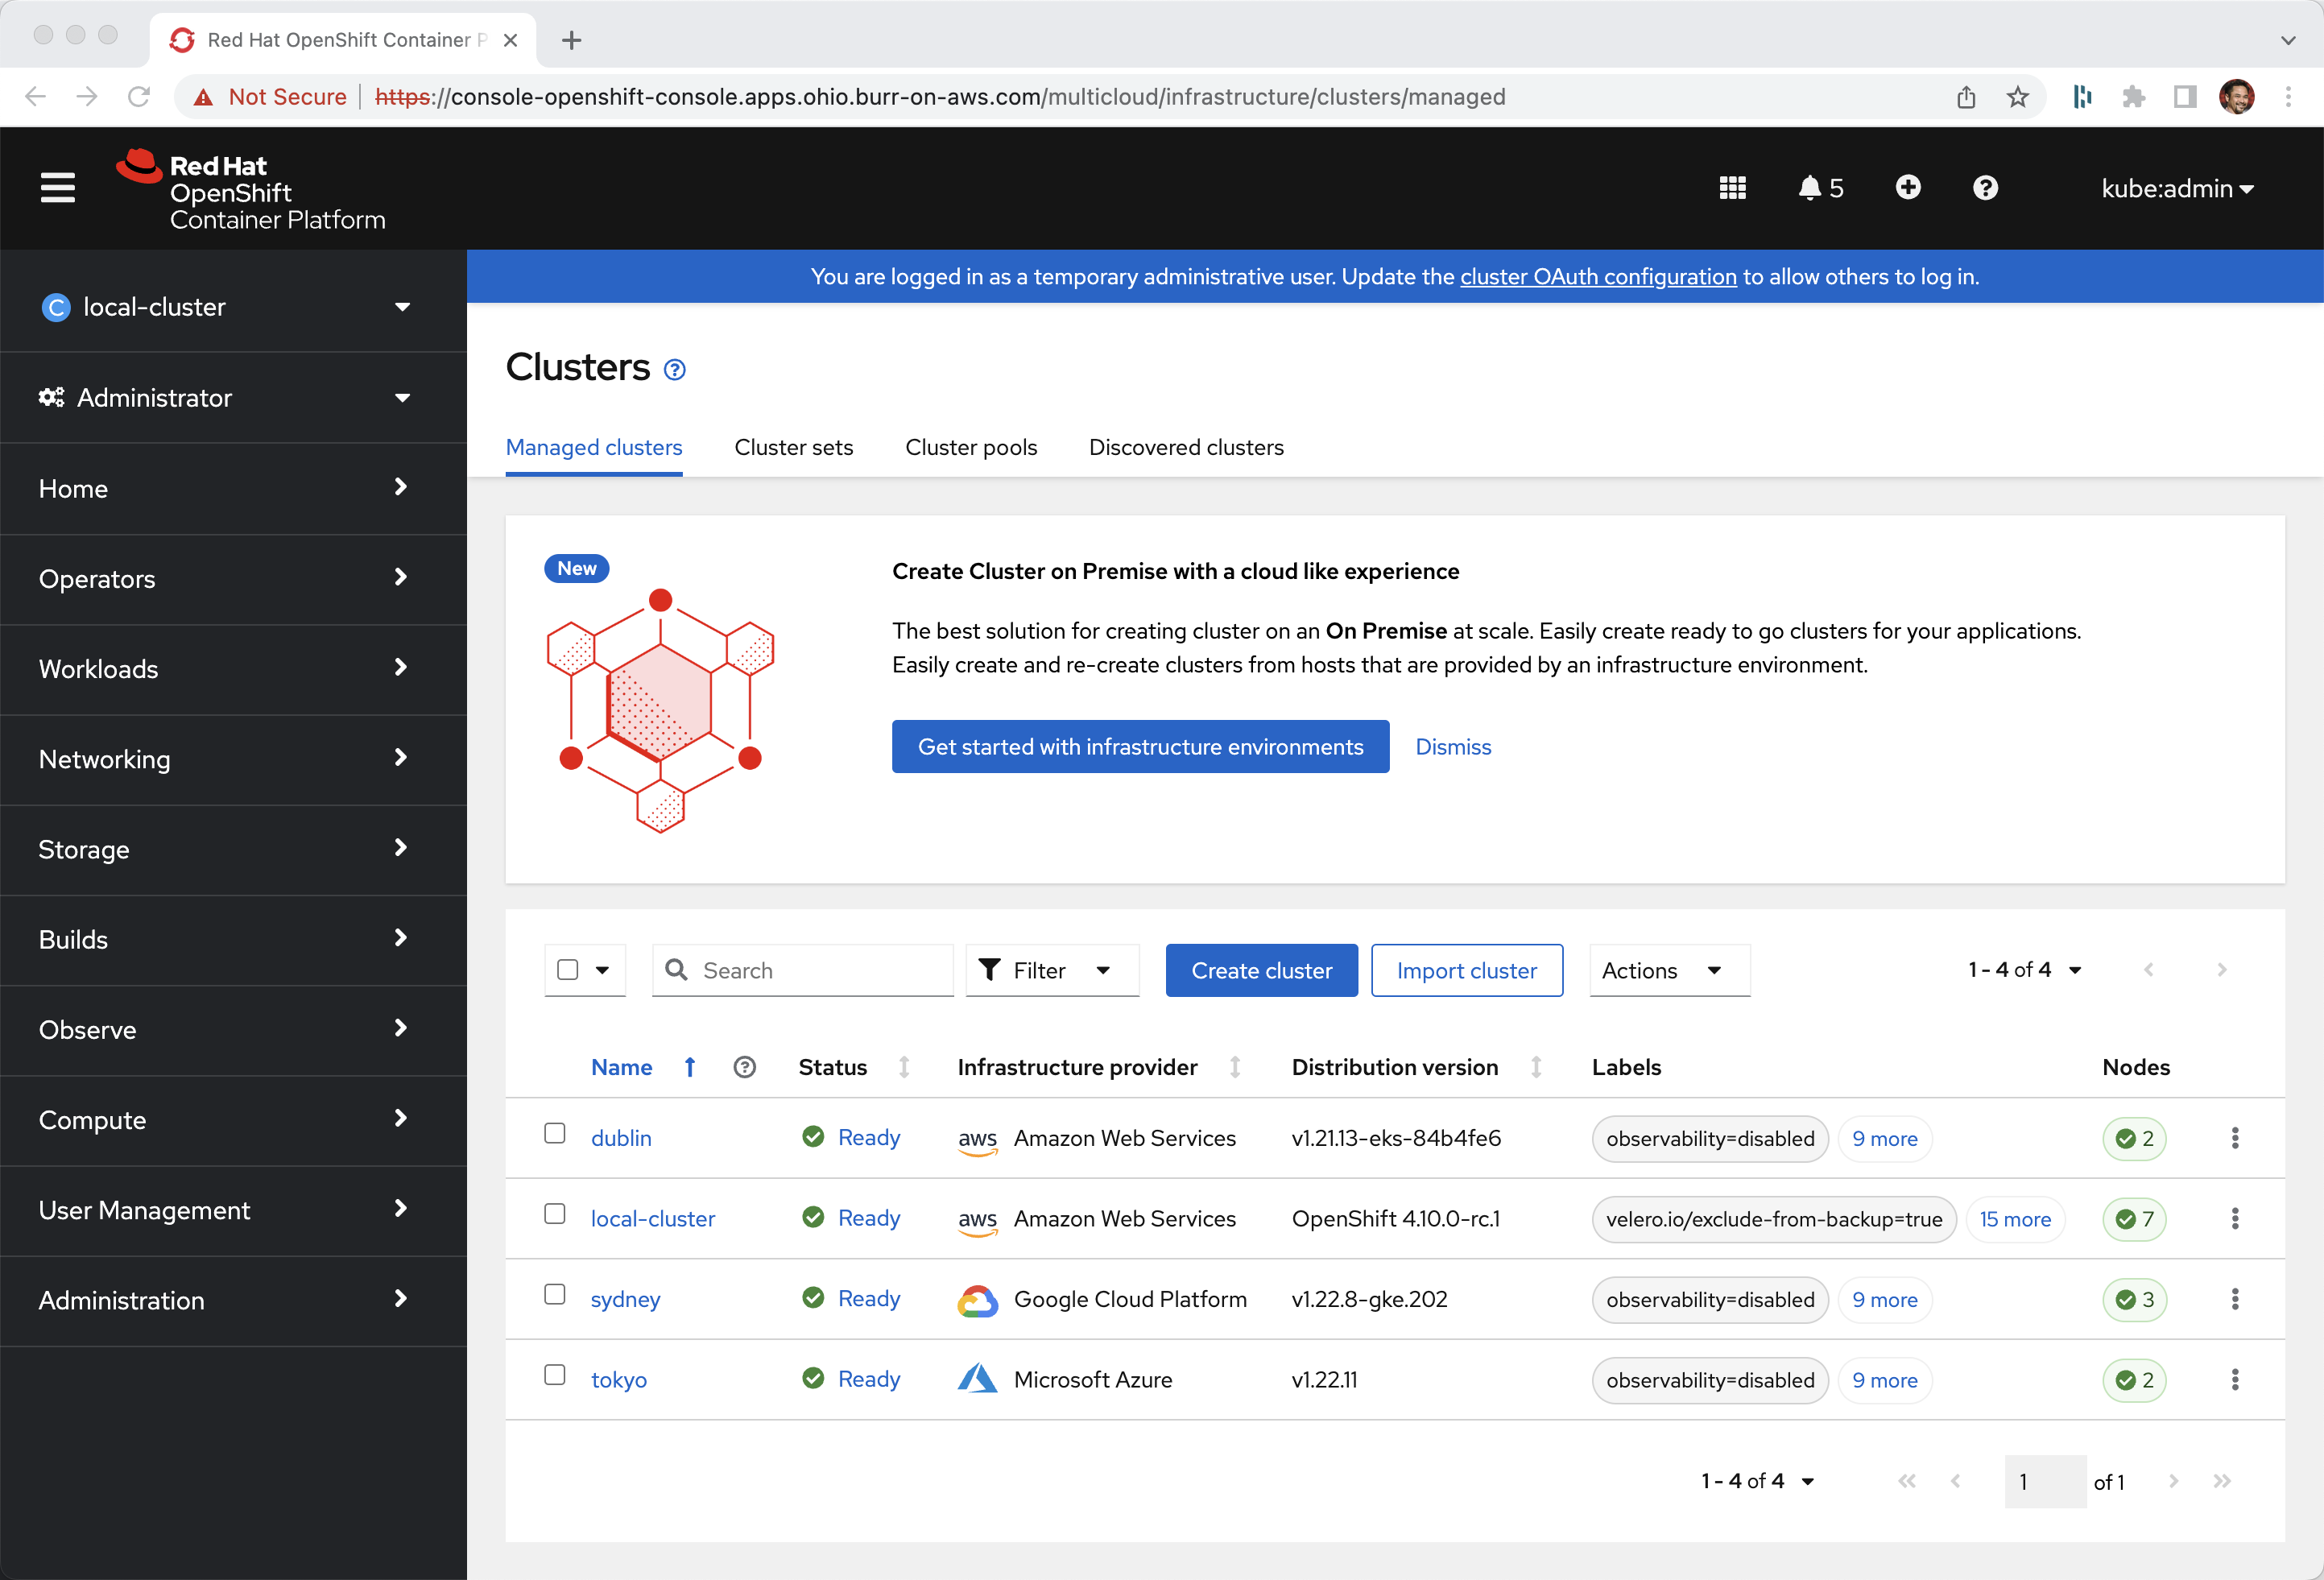 Red Hat OpenShift Container P
Not Secure https://console-openshift-console.apps.ohio.burr-on-aws.com/multicloud/infrastructure/clusters/managed
Red Hat
OpenShift
Container Platform
5
kube:admin
C local-cluster
Administrator
Home
Operators
Workloads
Networking
Storage
Builds
Observe
Compute
User Management
Administration
You are logged in as a temporary administrative user. Update the cluster OAuth configuration to allow others to log in.
Clusters
Managed clusters Cluster sets Cluster pools Discovered clusters
New
Create Cluster on Premise with a cloud like experience
The best solution for creating cluster on an On Premise at scale. Easily create ready to go clusters for your applications.
Easily create and re-create clusters from hosts that are provided by an infrastructure environment.
Get started with infrastructure environments Dismiss
Search Filter Create cluster Import cluster Actions 1 - 4 of 4
Name Status Infrastructure provider Distribution version Labels Nodes
dublin Ready aws Amazon Web Services v1.21.13-eks-84b4fe6 observability=disabled 9 more 2
local-cluster Ready aws Amazon Web Services OpenShift 4.10.0-rc.1 velero.io/exclude-from-backup=true 15 more 7
sydney Ready Google Cloud Platform v1.22.8-gke.202 observability=disabled 9 more 3
tokyo Ready Microsoft Azure v1.22.11 observability=disabled 9 more 2
1 - 4 of 4 1 of 1